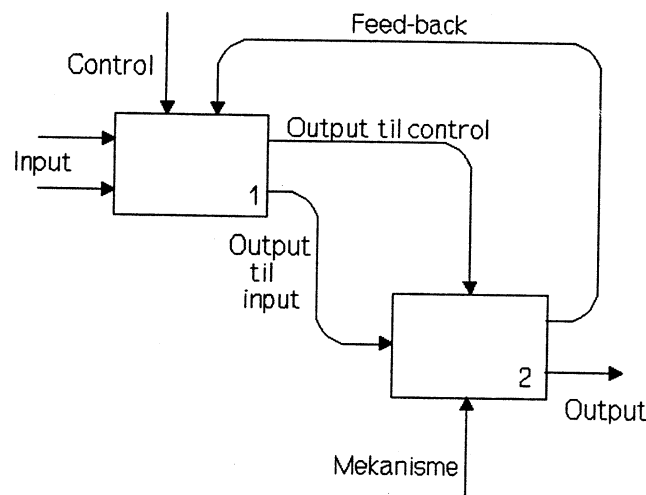 Feed-back
Control
Output til control
Input
1
Output
til
input
2
Output
Mekanisme